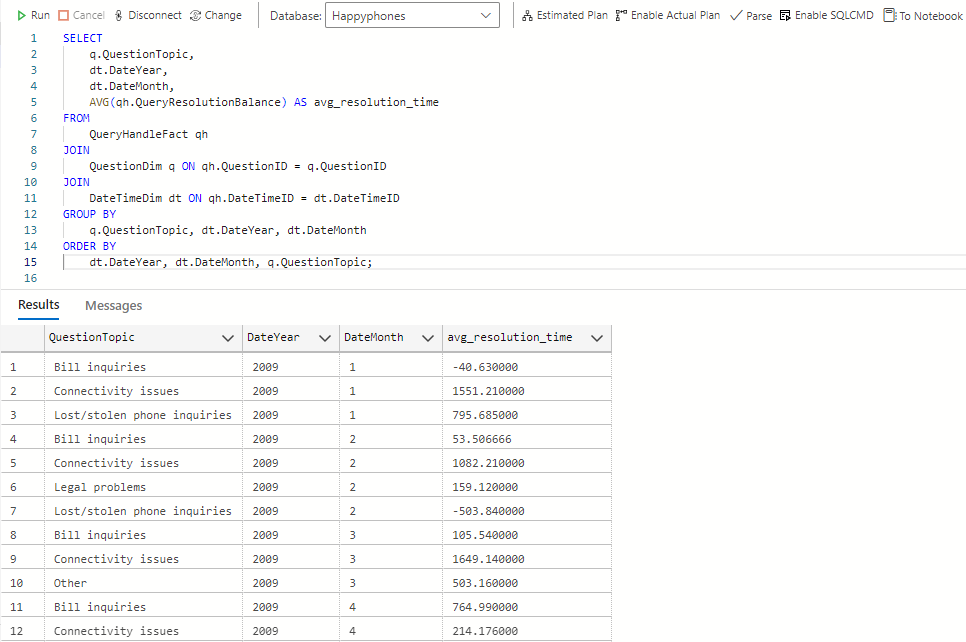 Run Cancel Disconnect Change Database: Happyphones Estimated Plan Enable Actual Plan Parse Enable SQLCMD To Notebook
1 SELECT
2 q.QuestionTopic,
3 dt.DateYear,
4 dt.DateMonth,
5 AVG(qh.QueryResolutionBalance) AS avg_resolution_time
6 FROM
7 QueryHandleFact qh
8 JOIN
9 QuestionDim q ON qh.QuestionID = q.QuestionID
10 JOIN
11 DateTimeDim dt ON qh.DateTimeID = dt.DateTimeID
12 GROUP BY
13 q.QuestionTopic, dt.DateYear, dt.DateMonth
14 ORDER BY
15 dt.DateYear, dt.DateMonth, q.QuestionTopic;
16
Results Messages
QuestionTopic DateYear DateMonth avg_resolution_time
1 Bill inquiries 2009 1 -40.630000
2 Connectivity issues 2009 1 1551.210000
3 Lost/stolen phone inquiries 2009 1 795.685000
4 Bill inquiries 2009 2 53.506666
5 Connectivity issues 2009 2 1082.210000
6 Legal problems 2009 2 159.120000
7 Lost/stolen phone inquiries 2009 2 -503.840000
8 Bill inquiries 2009 3 105.540000
9 Connectivity issues 2009 3 1649.140000
10 Other 2009 3 503.160000
11 Bill inquiries 2009 4 764.990000
12 Connectivity issues 2009 4 214.176000